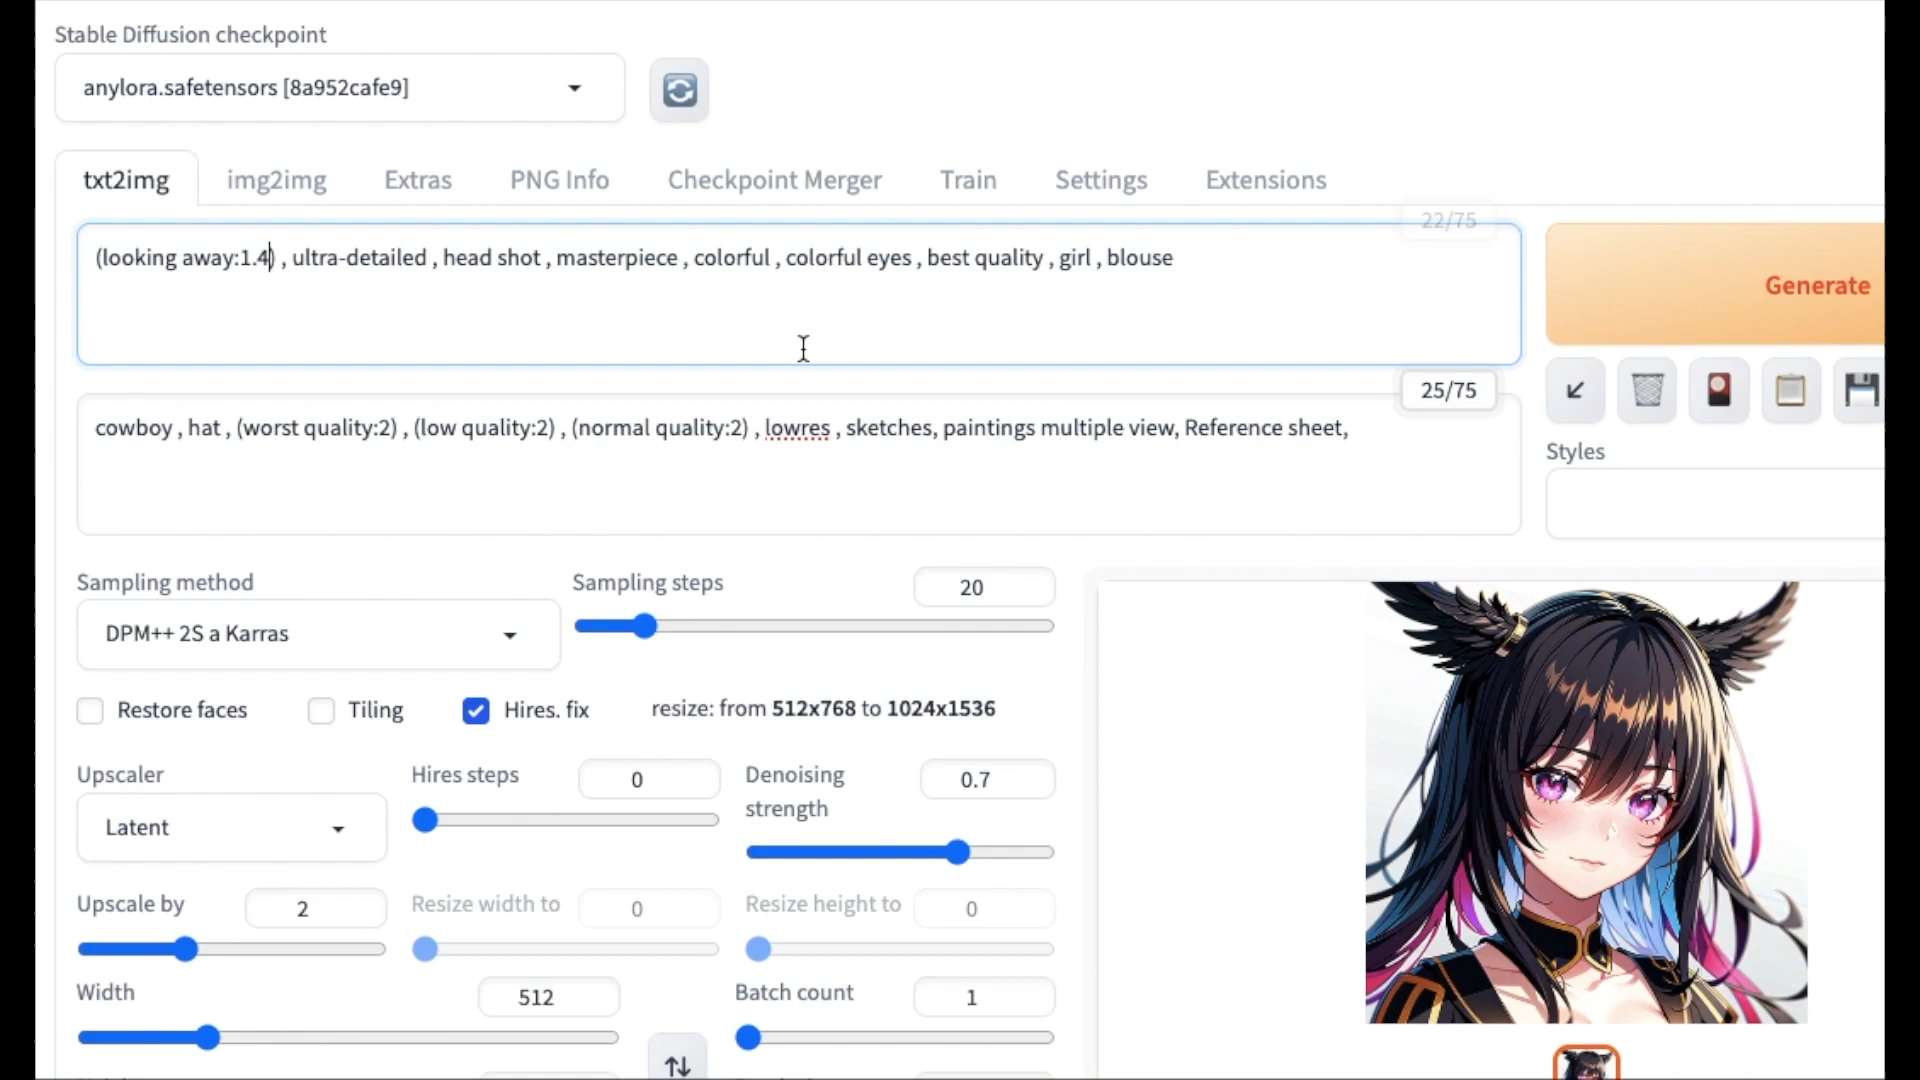 Stable Diffusion checkpoint
anylora.safetensors [8a952cafe9]
txt2img img2img Extras PNG Info Checkpoint Merger Train Settings Extensions
22/75
(looking away:1.4) , ultra-detailed , head shot , masterpiece , colorful , colorful eyes , best quality , girl , blouse
Generate
25/75
cowboy , hat , (worst quality:2) , (low quality:2) , (normal quality:2) , lowres , sketches, paintings multiple view, Reference sheet,
Styles
Sampling method
DPM++ 2S a Karras
Sampling steps 20
Restore faces Tiling Hires. fix resize: from 512x768 to 1024x1536
Upscaler
Latent
Hires steps 0
Denoising strength 0.7
Upscale by 2 Resize width to 0 Resize height to 0
Width 512 Batch count 1